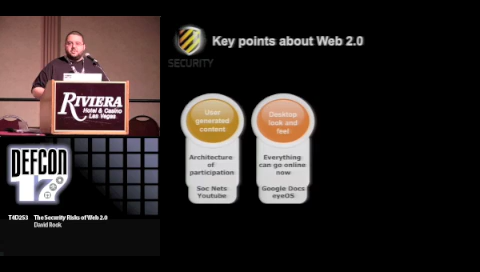 Key points about Web 2.0
SECURITY
User
generated
content
Architecture
of
participation
Soc Nets
Youtube
Desktop
look and
feel
Everything
can go online
now
Google Docs
eyeOS
RIVIERA
Hotel & Casino
Las Vegas
DEFCON
17
T4D253 The Security Risks of Web 2.0
David Rook